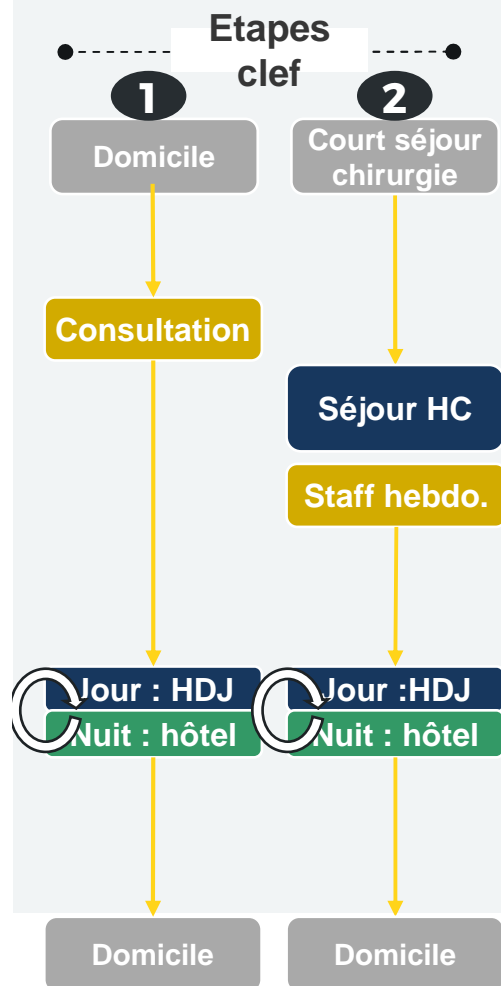 Etapes
clef
1
2
Domicile
Court séjour
chirurgie
Consultation
Séjour HC
Staff hebdo.
Jour : HDJ
Nuit : hôtel
Jour :HDJ
Nuit : hôtel
Domicile
Domicile